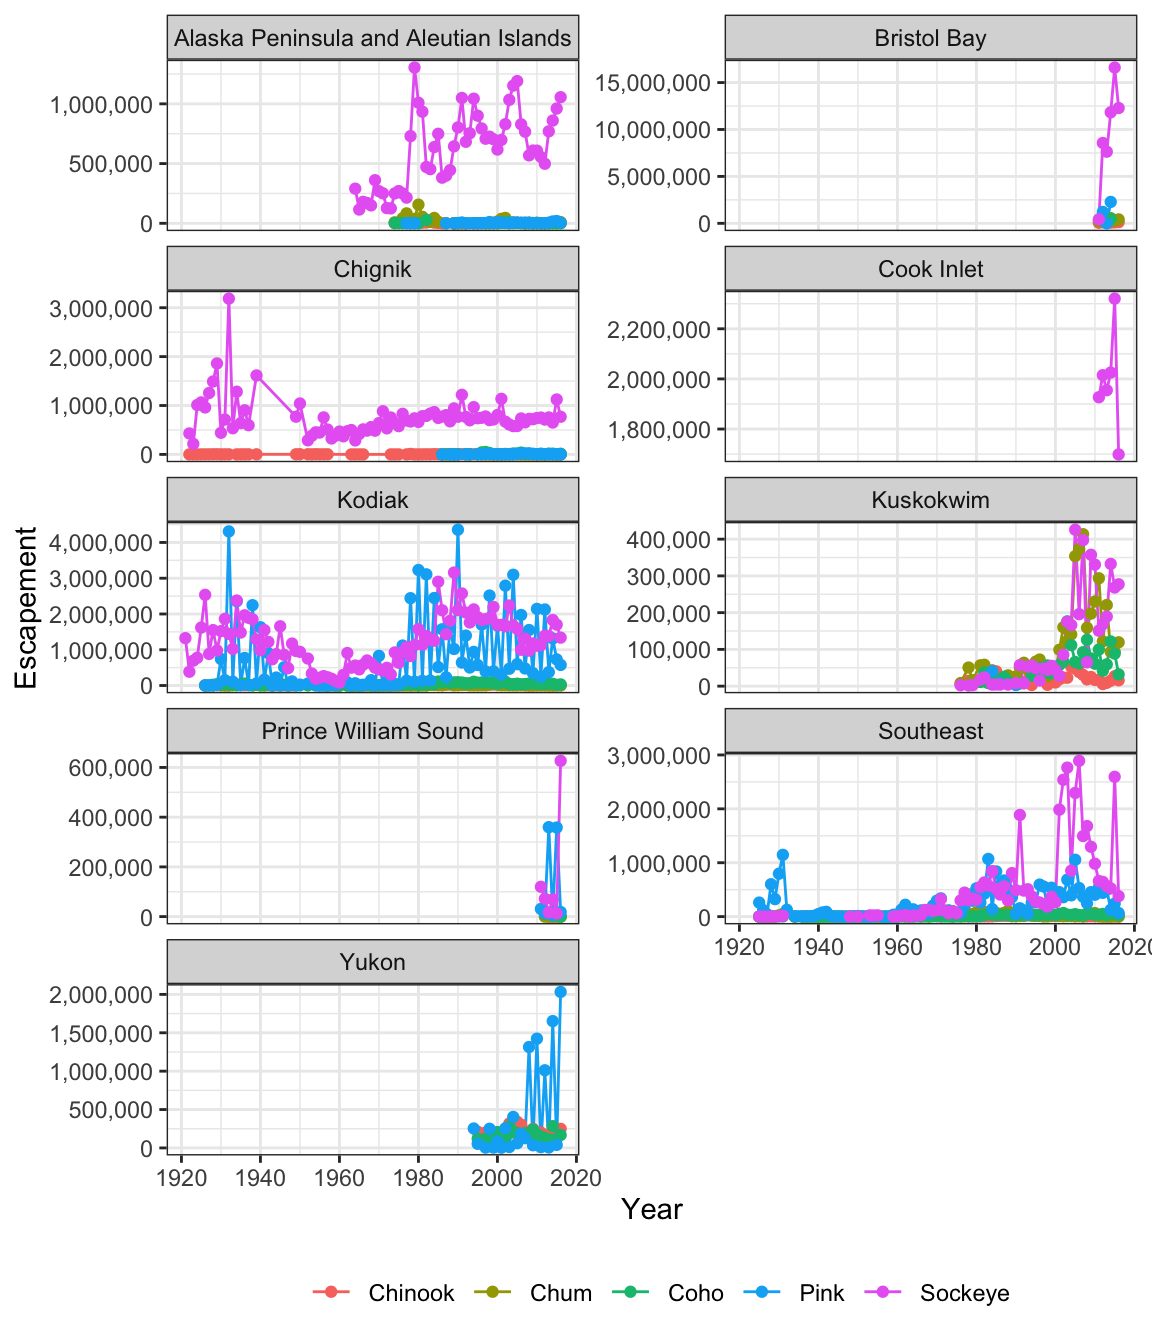 Alaska Peninsula and Aleutian Islands
1,000,000
500,000
0
Bristol Bay
15,000,000
10,000,000
5,000,000
0
Chignik
3,000,000
2,000,000
1,000,000
0
Cook Inlet
2,200,000
2,000,000
1,800,000
Kodiak
4,000,000
3,000,000
2,000,000
1,000,000
0
Kuskokwim
400,000
300,000
200,000
100,000
0
Escapement
Prince William Sound
600,000
400,000
200,000
0
Southeast
3,000,000
2,000,000
1,000,000
0
1920 1940 1960 1980 2000 2020
Yukon
2,000,000
1,500,000
1,000,000
500,000
0
1920 1940 1960 1980 2000 2020
Year
Chinook Chum Coho Pink Sockeye